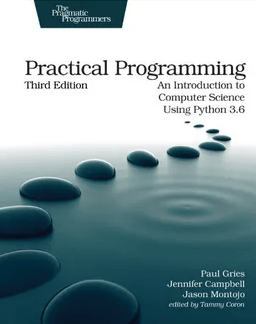 The
Pragmatic
Programmers
Practical Programming
Third Edition
An Introduction to
Computer Science
Using Python 3.6
Paul Gries
Jennifer Campbell
Jason Montojo
edited by Tammy Coron